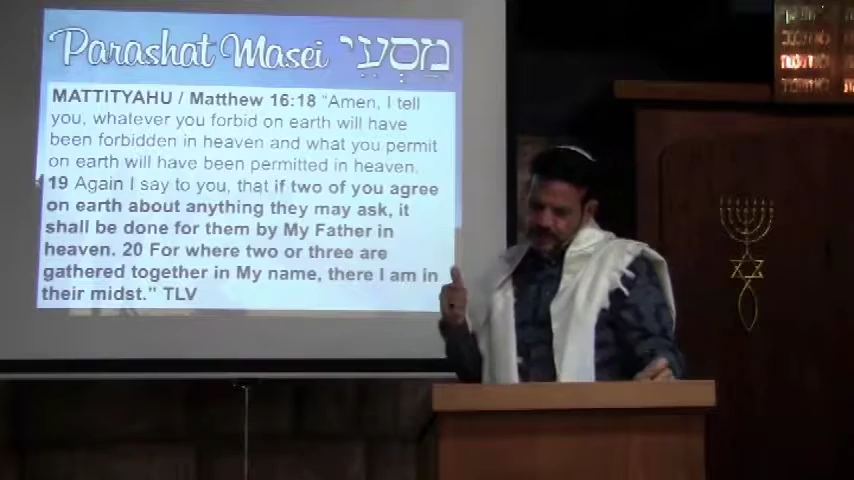 Parashat Masei מַסְעֵי
MATTITYAHU / Matthew 16:18 "Amen, I tell
you, whatever you forbid on earth will have
been forbidden in heaven and what you permit
on earth will have been permitted in heaven.
19 Again I say to you, that if two of you agree
on earth about anything they may ask, it
shall be done for them by My Father in
heaven. 20 For where two or three are
gathered together in My name, there I am in
their midst." TLV